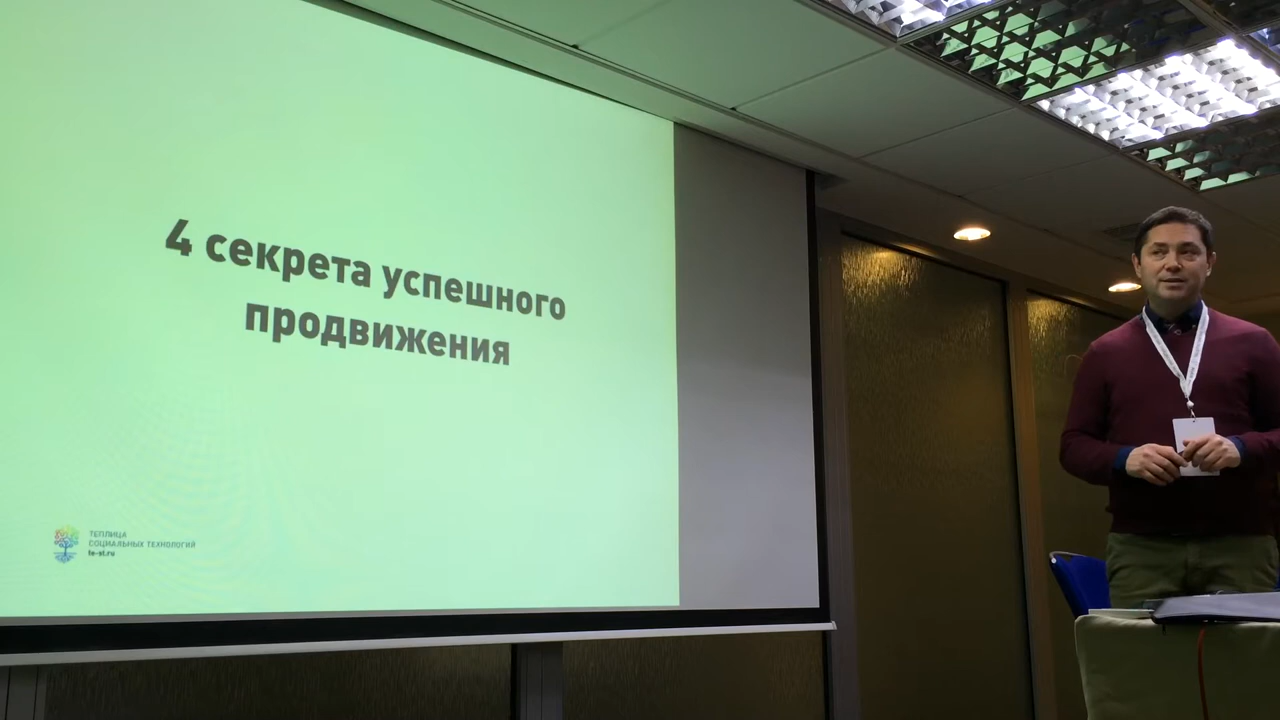 4 секрета успешного
продвижения
ТЕПЛИЦА
СОЦИАЛЬНЫХ ТЕХНОЛОГИЙ
te-st.ru